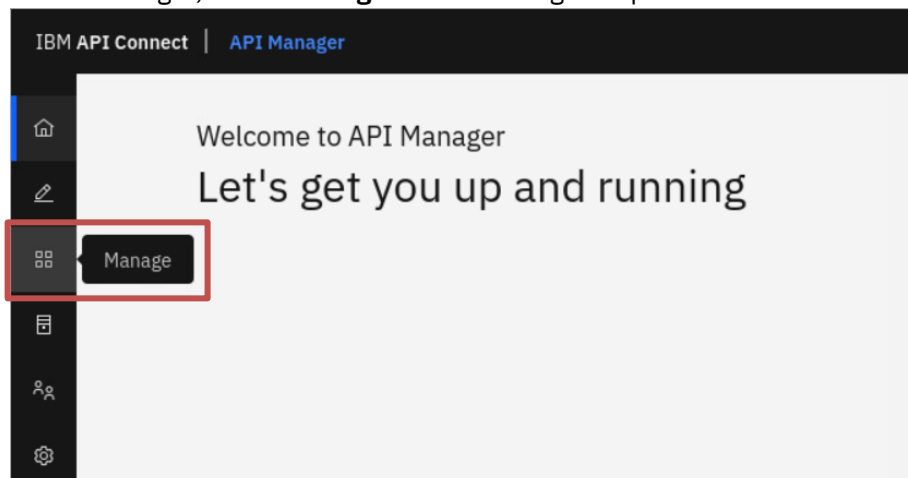 IBM API Connect | API Manager
Welcome to API Manager
Let's get you up and running
Manage